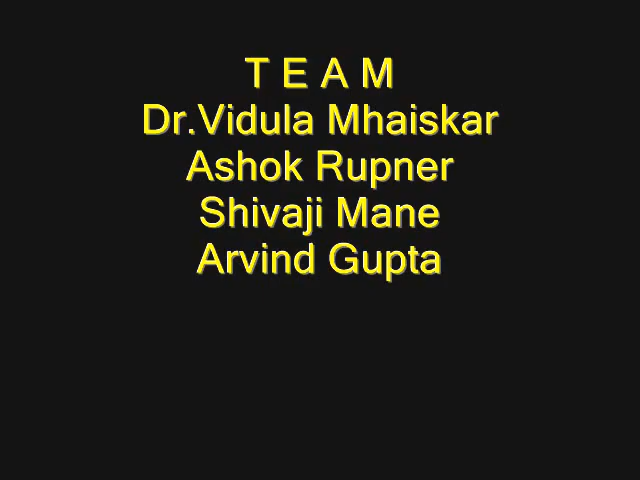 T E A M
Dr.Vidula Mhaiskar
Ashok Rupner
Shivaji Mane
Arvind Gupta